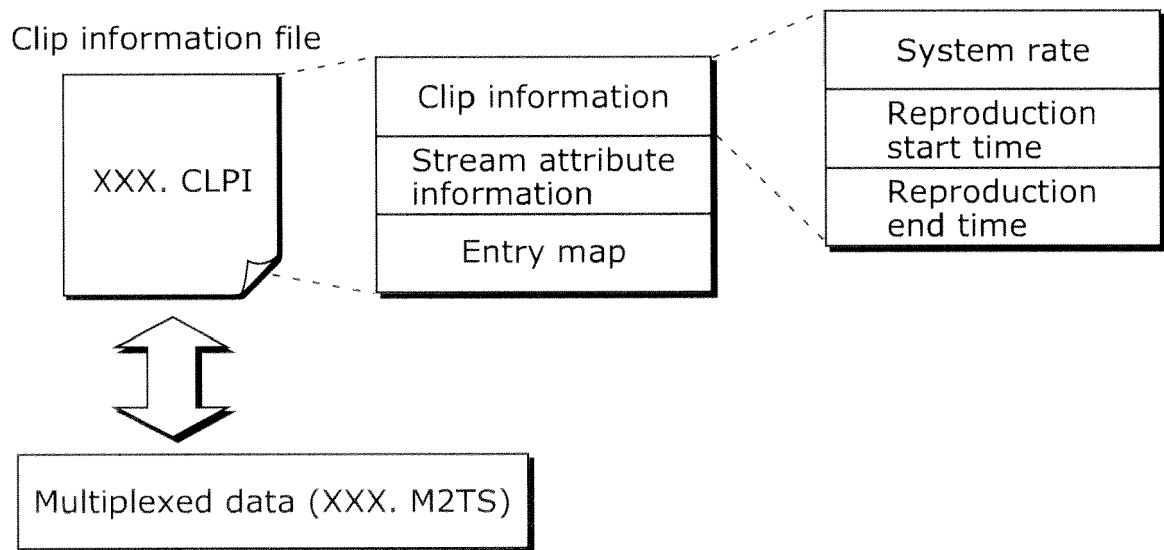 Clip information file
XXX. CLPI
Clip information
Stream attribute
information
Entry map
System rate
Reproduction
start time
Reproduction
end time
Multiplexed data (XXX. M2TS)